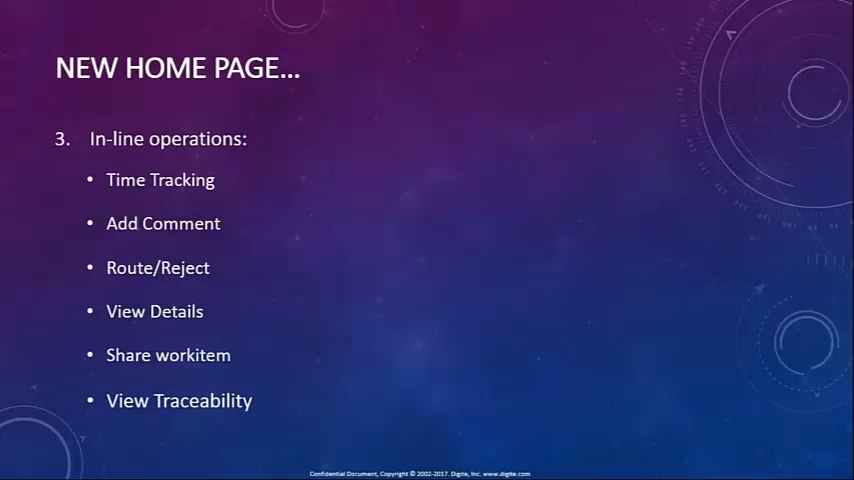 NEW HOME PAGE...
3. In-line operations:
• Time Tracking
• Add Comment
• Route/Reject
• View Details
• Share workitem
• View Traceability
Confidential Document, Copyright © 2002-2017. Digite, Inc. www.digite.com